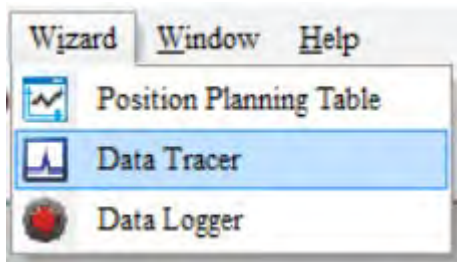 Wizard Window Help
Position Planning Table
Data Tracer
Data Logger